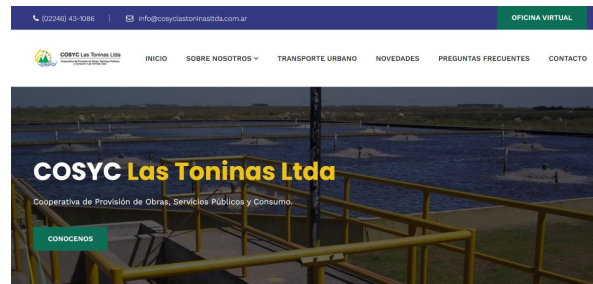 (02246) 43-1086
info@cosyclastoninasltda.com.ar
OFICINA VIRTUAL
COSYC Las Toninas Ltda
INICIO
SOBRE NOSOTROS
TRANSPORTE URBANO
NOVEDADES
PREGUNTAS FRECUENTES
CONTACTO
COSYC Las Toninas Ltda
Cooperativa de Provisión de Obras, Servicios Públicos y Consumo.
CONOCENOS